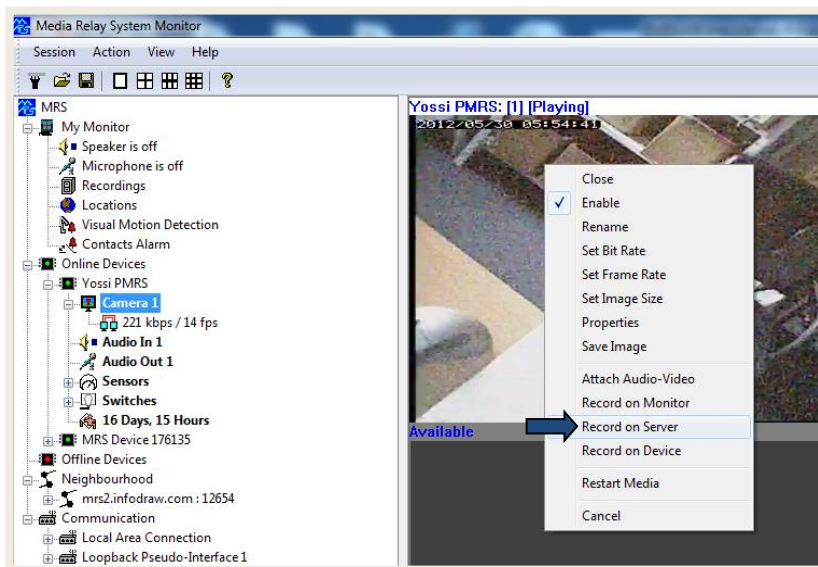 Media Relay System Monitor
Session Action View Help
MRS
My Monitor
Speaker is off
Microphone is off
Recordings
Locations
Visual Motion Detection
Contacts Alarm
Online Devices
Yossi PMRS
Camera 1
221 kbps / 14 fps
Audio In 1
Audio Out 1
Sensors
Switches
16 Days, 15 Hours
MRS Device 176135
Offline Devices
Neighbourhood
mrs2.infodraw.com : 12654
Communication
Local Area Connection
Loopback Pseudo-Interface 1
Yossi PMRS: [1] [Playing]
2012/05/30 05:54:41
Close
Enable
Rename
Set Bit Rate
Set Frame Rate
Set Image Size
Properties
Save Image
Attach Audio-Video
Record on Monitor
Record on Server
Record on Device
Restart Media
Cancel
Available